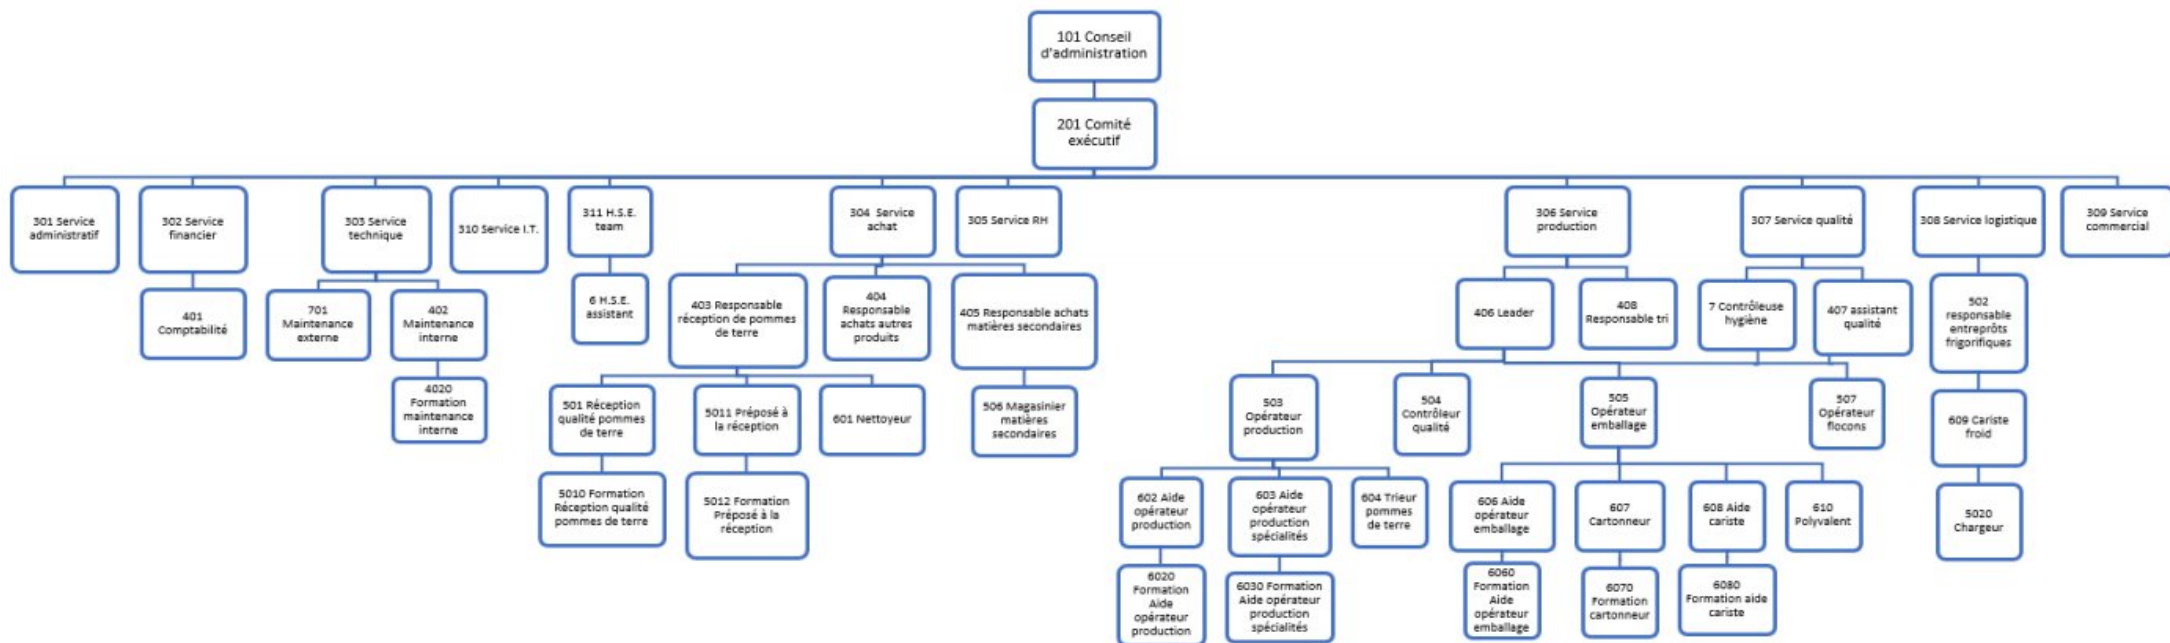 101 Conseil
d'administration
201 Comité
exécutif
301 Service
administratif
302 Service
financier
303 Service
technique
310 Service I.T.
311 H.S.E.
team
304 Service
achat
305 Service RH
306 Service
production
307 Service qualité
308 Service logistique
309 Service
commercial
401
Comptabilité
701
Maintenance
externe
402
Maintenance
interne
6 H.S.E.
assistant
403 Responsable
réception de pommes
de terre
404
Responsable
achats autres
produits
405 Responsable achats
matières secondaires
406 Leader
408
Responsable tri
7 Contrôleuse
hygiène
407 assistant
qualité
502
responsable
entreprôts
frigorifiques
4020
Formation
maintenance
interne
501 Réception
qualité pommes
de terre
5011 Préposé à
la réception
601 Nettoyeur
506 Magasinier
matières
secondaires
503
Opérateur
production
504
Contrôleur
qualité
505
Opérateur
emballage
507
Opérateur
flocons
609 Cariste
froid
5010 Formation
Réception qualité
pommes de terre
5012 Formation
Préposé à la
réception
602 Aide
opérateur
production
603 Aide
opérateur
production
spécialités
604 Trieur
pommes
de terre
606 Aide
opérateur
emballage
607
Cartonneur
608 Aide
cariste
610
Polyvalent
5020
Chargeur
6020
Formation
Aide
opérateur
production
6030 Formation
Aide opérateur
production
spécialités
6060
Formation
Aide
opérateur
emballage
6070
Formation
cartonneur
6080
Formation aide
cariste